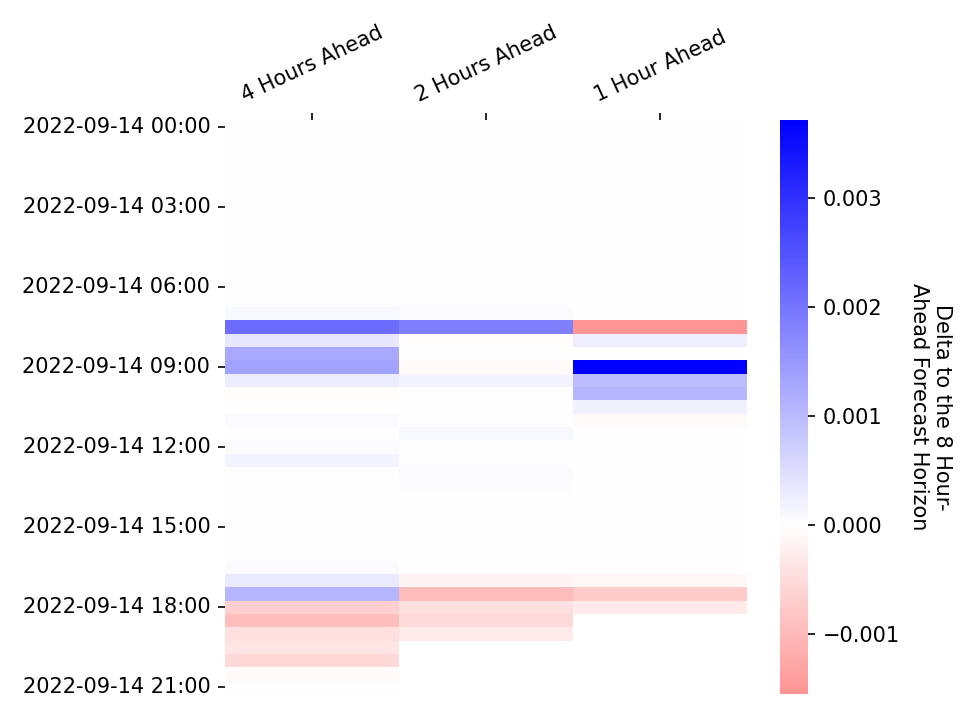 4 Hours Ahead
2 Hours Ahead
1 Hour Ahead
2022-09-14 00:00
2022-09-14 03:00
2022-09-14 06:00
2022-09-14 09:00
2022-09-14 12:00
2022-09-14 15:00
2022-09-14 18:00
2022-09-14 21:00
0.003
0.002
0.001
0.000
−0.001
Delta to the 8 Hour-
Ahead Forecast Horizon